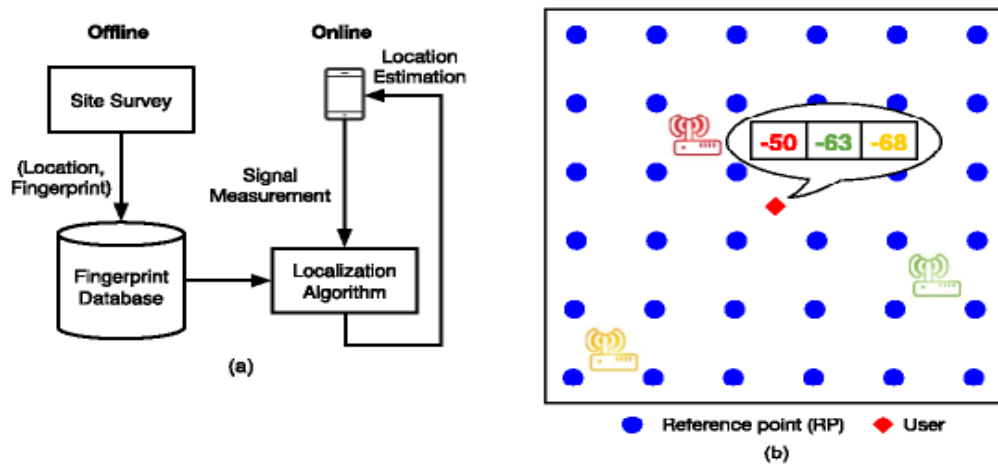 Offline
Online
Location
Estimation
Site Survey
(Location,
Fingerprint)
Signal
Measurement
Fingerprint
Database
Localization
Algorithm
(a)
-50
-63
-68
Reference point (RP)
User
(b)